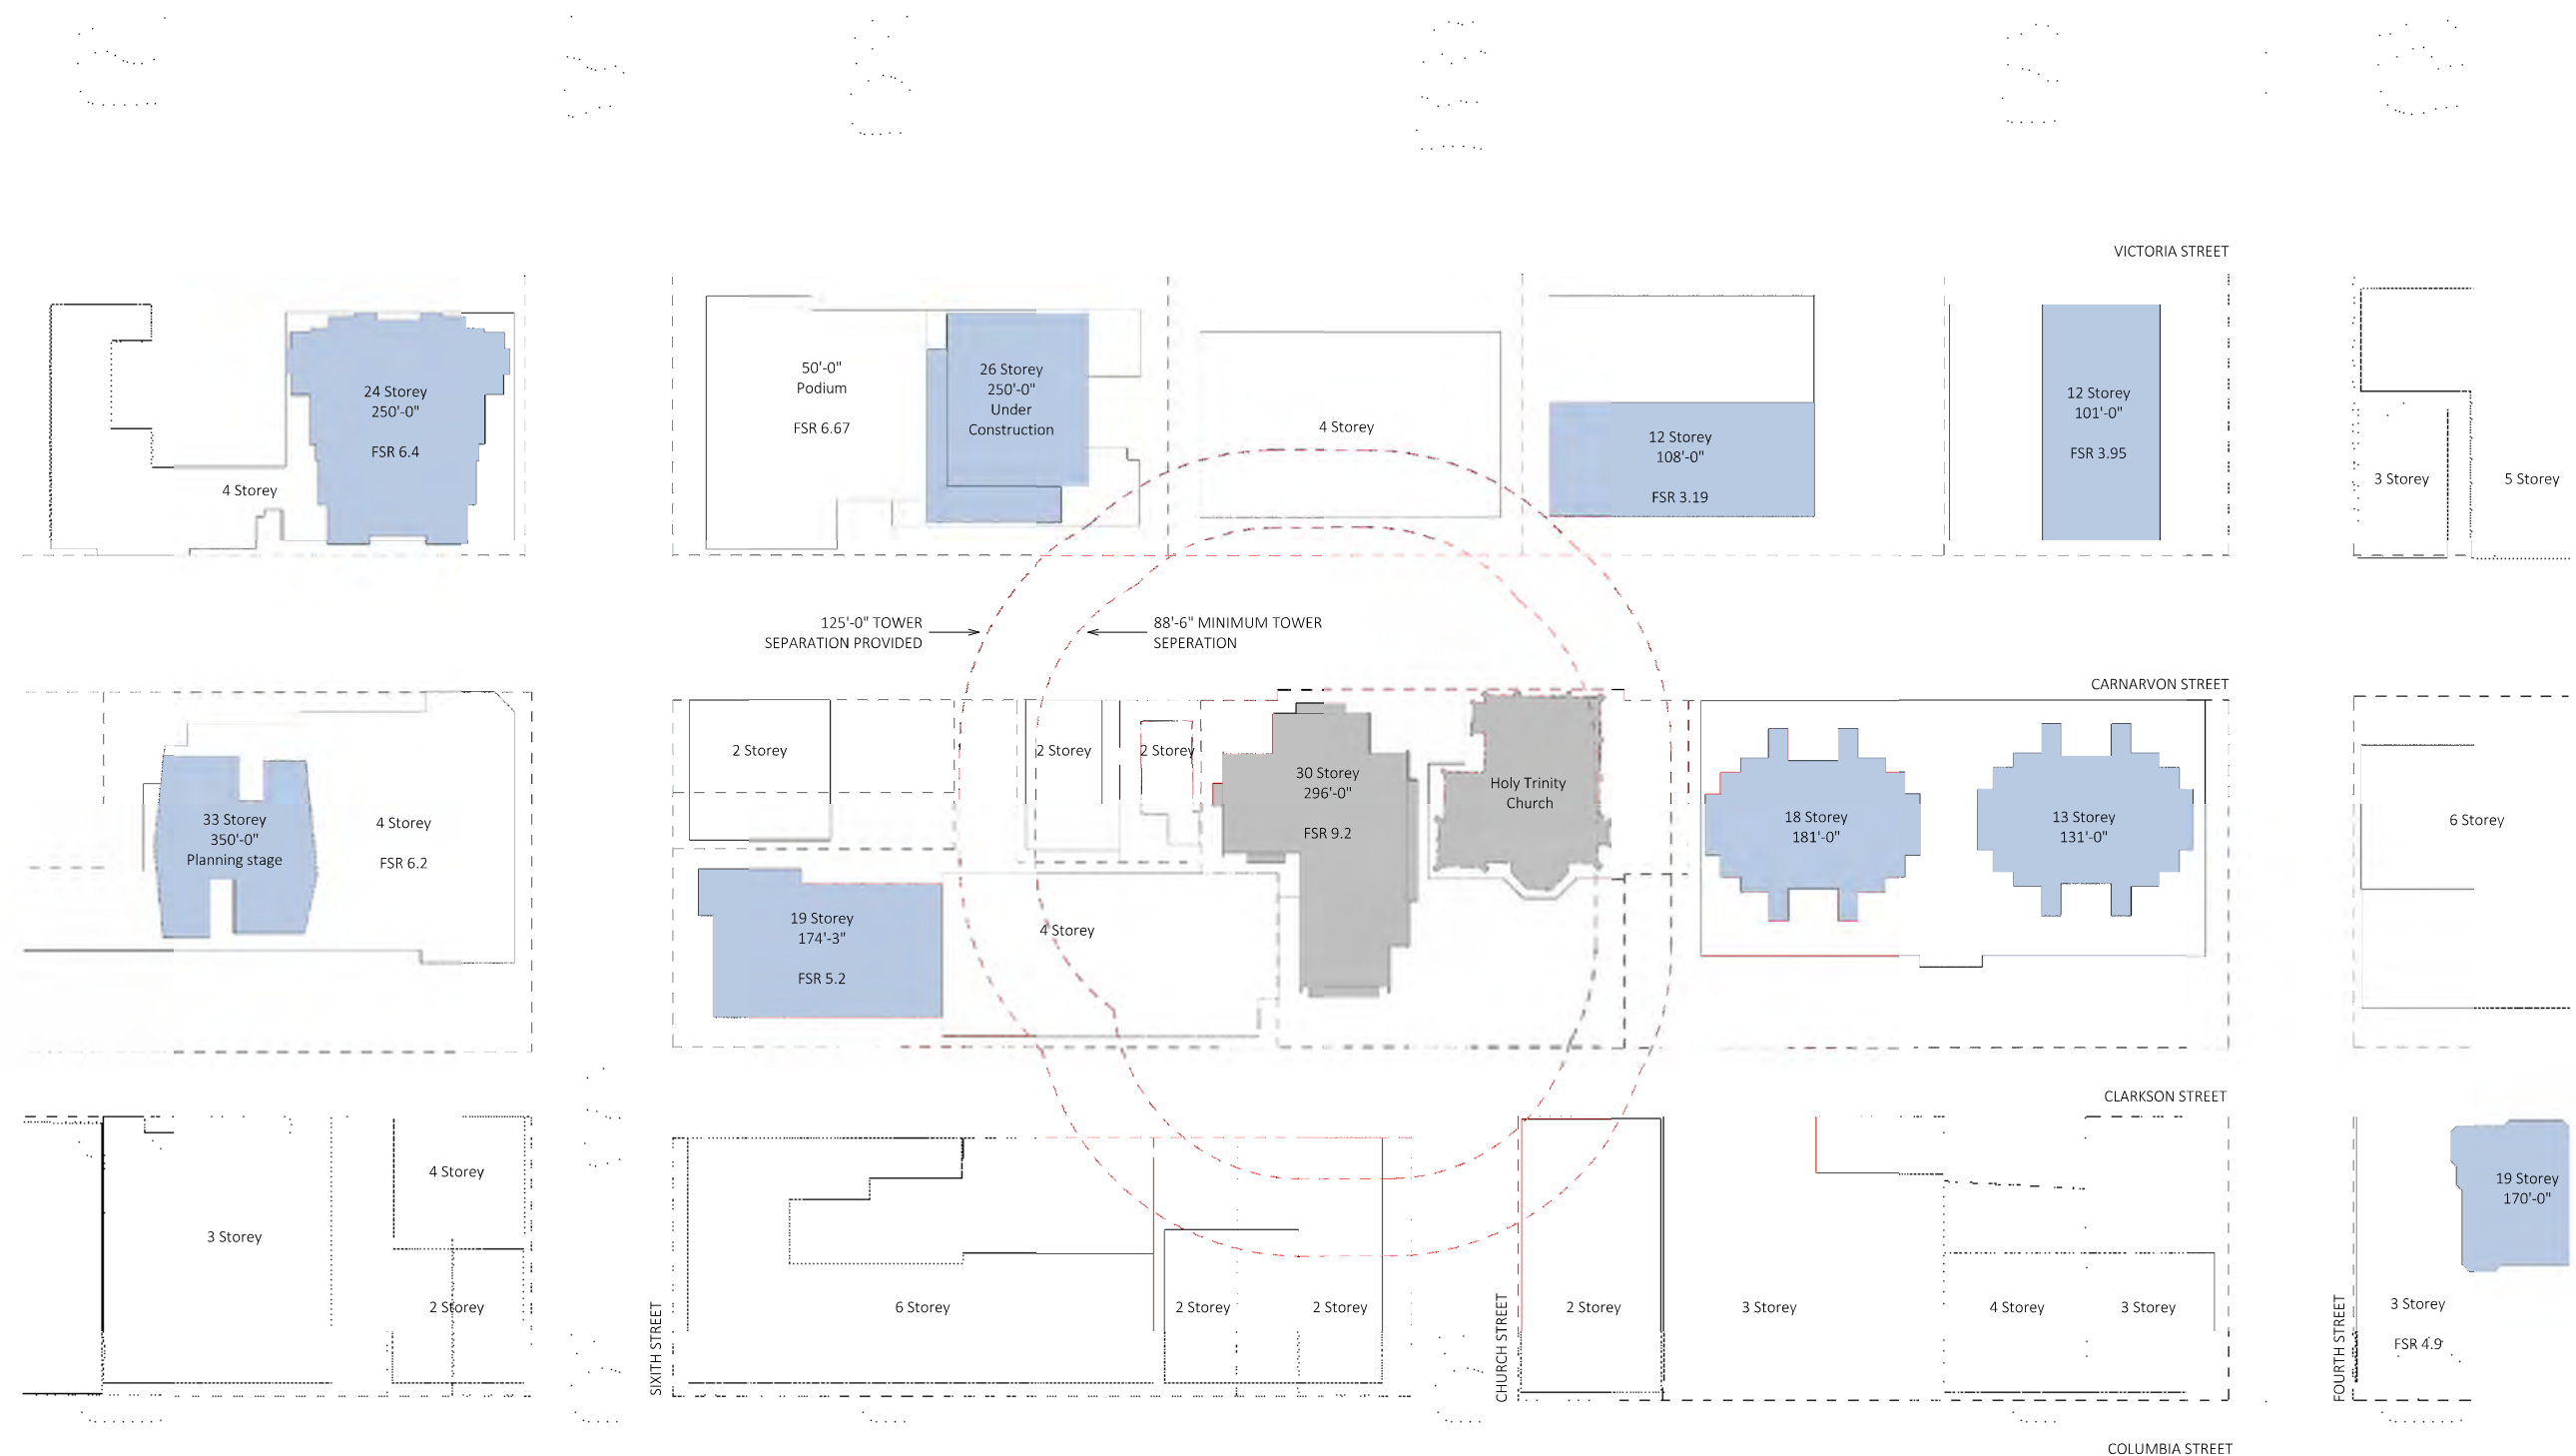 VICTORIA STREET
24 Storey
250'-0"
FSR 6.4
4 Storey
50'-0"
Podium
FSR 6.67
26 Storey
250'-0"
Under
Construction
4 Storey
12 Storey
108'-0"
FSR 3.19
12 Storey
101'-0"
FSR 3.95
3 Storey
5 Storey
125'-0" TOWER
SEPARATION PROVIDED
88'-6" MINIMUM TOWER
SEPERATION
CARNARVON STREET
33 Storey
350'-0"
Planning stage
4 Storey
FSR 6.2
2 Storey
2 Storey
2 Storey
30 Storey
296'-0"
FSR 9.2
Holy Trinity
Church
18 Storey
181'-0"
13 Storey
131'-0"
6 Storey
19 Storey
174'-3"
FSR 5.2
4 Storey
CLARKSON STREET
3 Storey
4 Storey
2 Storey
SIXITH STREET
6 Storey
2 Storey
2 Storey
CHURCH STREET
2 Storey
3 Storey
4 Storey
3 Storey
FOURTH STREET
19 Storey
170'-0"
3 Storey
FSR 4.9
COLUMBIA STREET